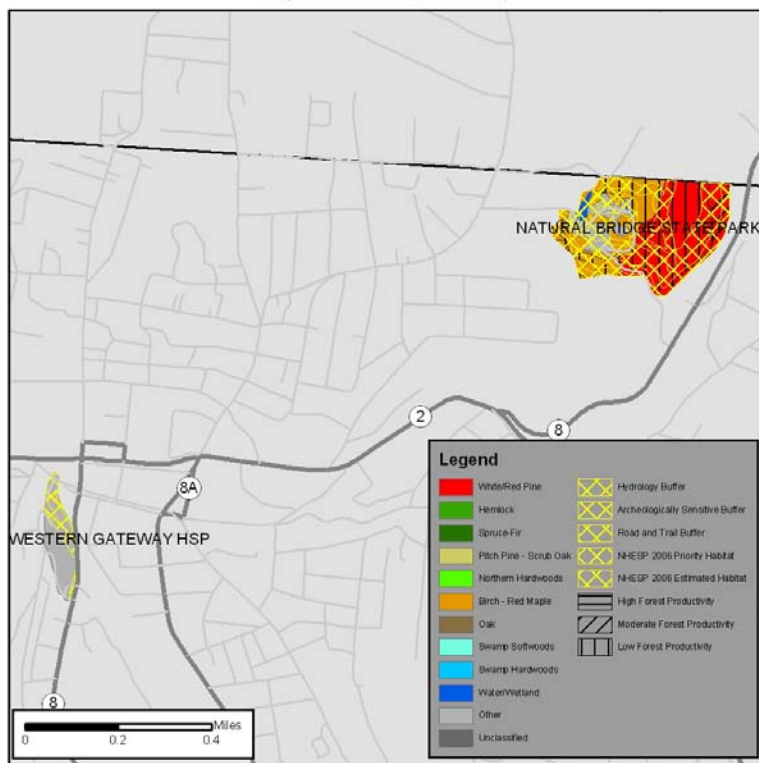 NATURAL BRIDGE STATE PARK
2
8
8A
WESTERN GATEWAY HSP
8
Legend
White/Red Pine
Hemlock
Spruce-Fir
Pitch Pine - Scrub Oak
Northern Hardwoods
Birch - Red Maple
Oak
Swamp Softwoods
Swamp Hardwoods
Water/Wetland
Other
Unclassified
Hydrology Buffer
Archeologically Sensitive Buffer
Road and Trail Buffer
NHESP 2006 Priority Habitat
NHESP 2006 Estimated Habitat
High Forest Productivity
Moderate Forest Productivity
Low Forest Productivity
Miles
0 0.2 0.4